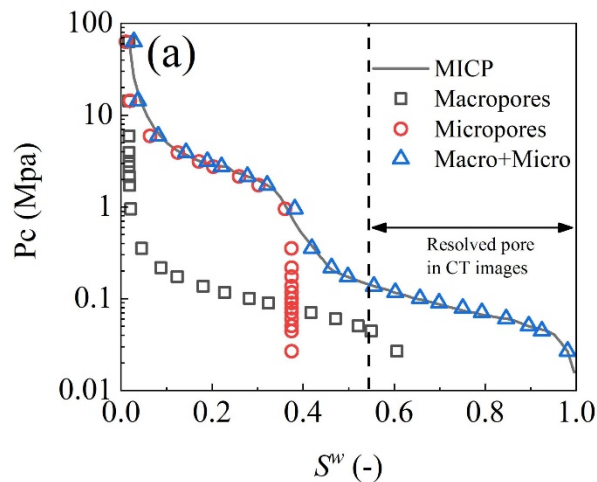 (a)
100
10
1
0.1
0.01
Pc (Mpa)
MICP
Macropores
Micropores
Macro+Micro
Resolved pore
in CT images
0.0
0.2
0.4
0.6
0.8
1.0
S^w (-)